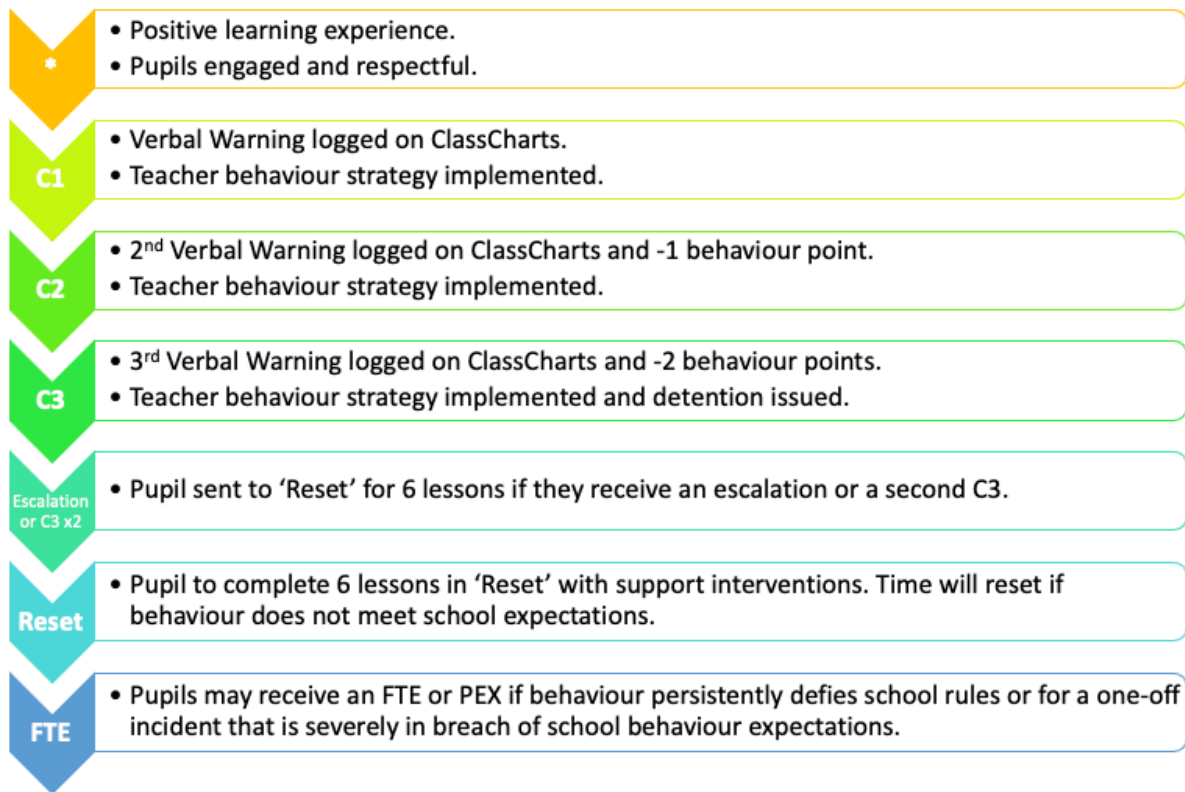 *
• Positive learning experience.
• Pupils engaged and respectful.
C1
• Verbal Warning logged on ClassCharts.
• Teacher behaviour strategy implemented.
C2
• 2nd Verbal Warning logged on ClassCharts and -1 behaviour point.
• Teacher behaviour strategy implemented.
C3
• 3rd Verbal Warning logged on ClassCharts and -2 behaviour points.
• Teacher behaviour strategy implemented and detention issued.
Escalation
or C3 x2
• Pupil sent to ‘Reset’ for 6 lessons if they receive an escalation or a second C3.
Reset
• Pupil to complete 6 lessons in ‘Reset’ with support interventions. Time will reset if
behaviour does not meet school expectations.
FTE
• Pupils may receive an FTE or PEX if behaviour persistently defies school rules or for a one-off
incident that is severely in breach of school behaviour expectations.